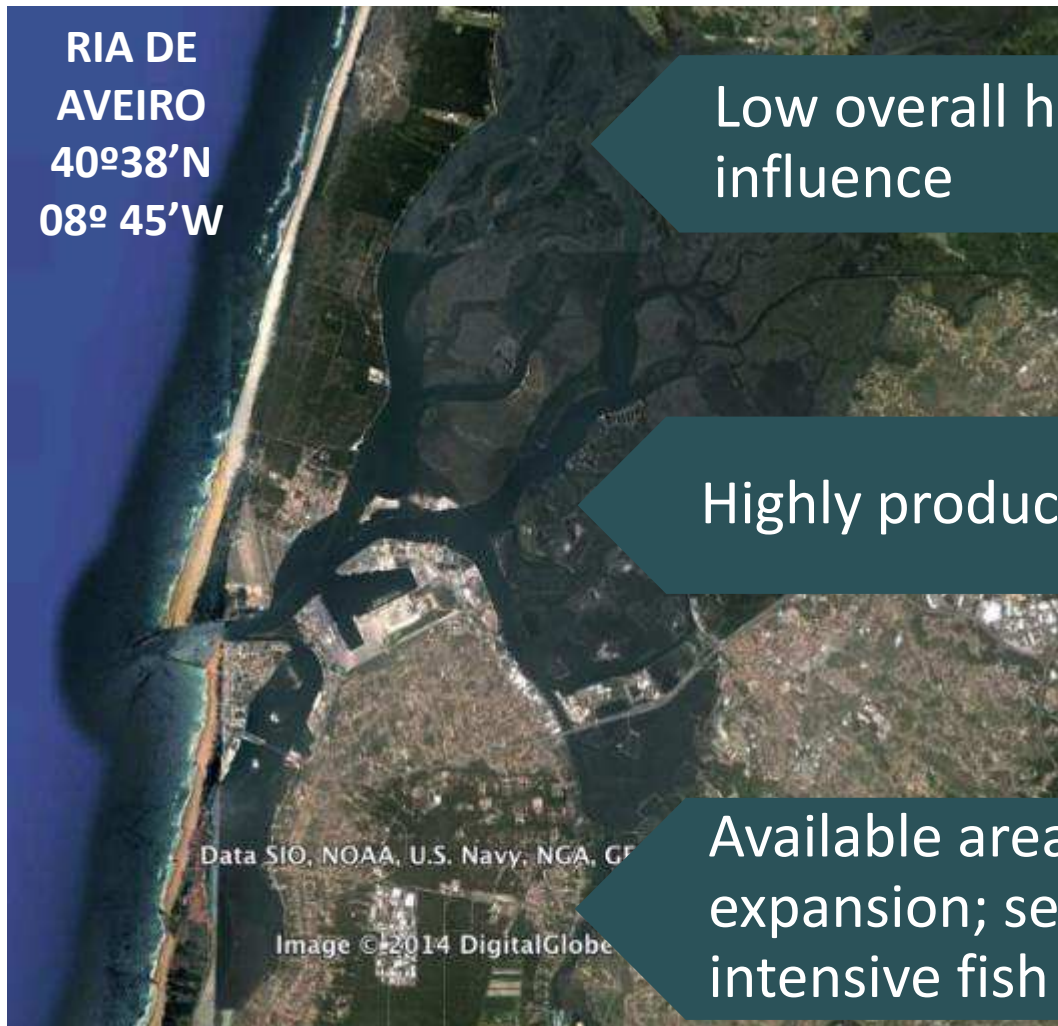 RIA DE
AVEIRO
40º38’N
08º 45’W
Low overall h
influence
Highly produc
Available area
expansion; se
intensive fish
Data SIO, NOAA, U.S. Navy, NGA, GE
Image © 2014 DigitalGlobe